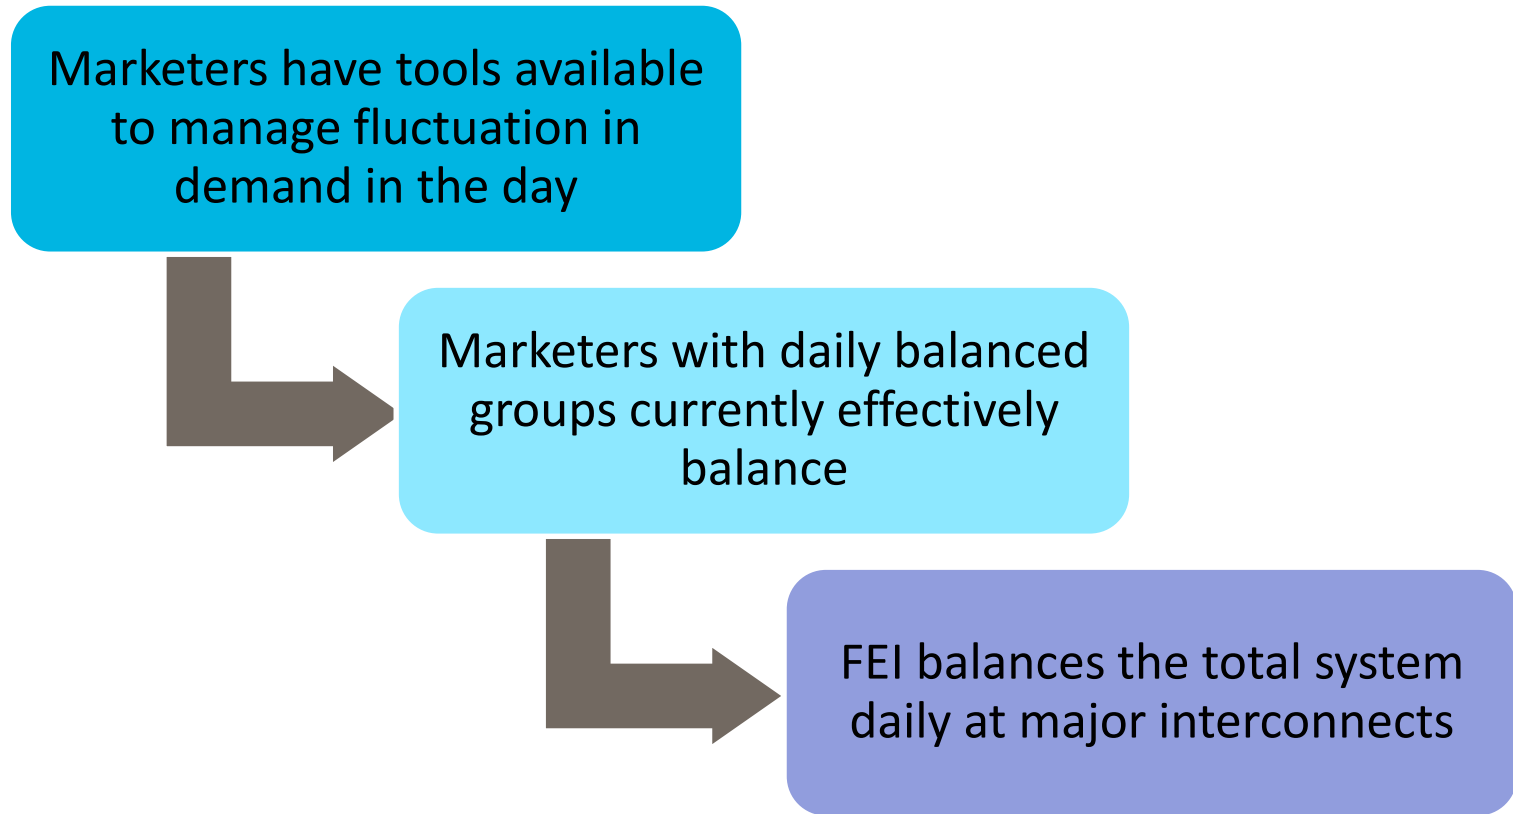 Marketers have tools available
to manage fluctuation in
demand in the day
Marketers with daily balanced
groups currently effectively
balance
FEI balances the total system
daily at major interconnects